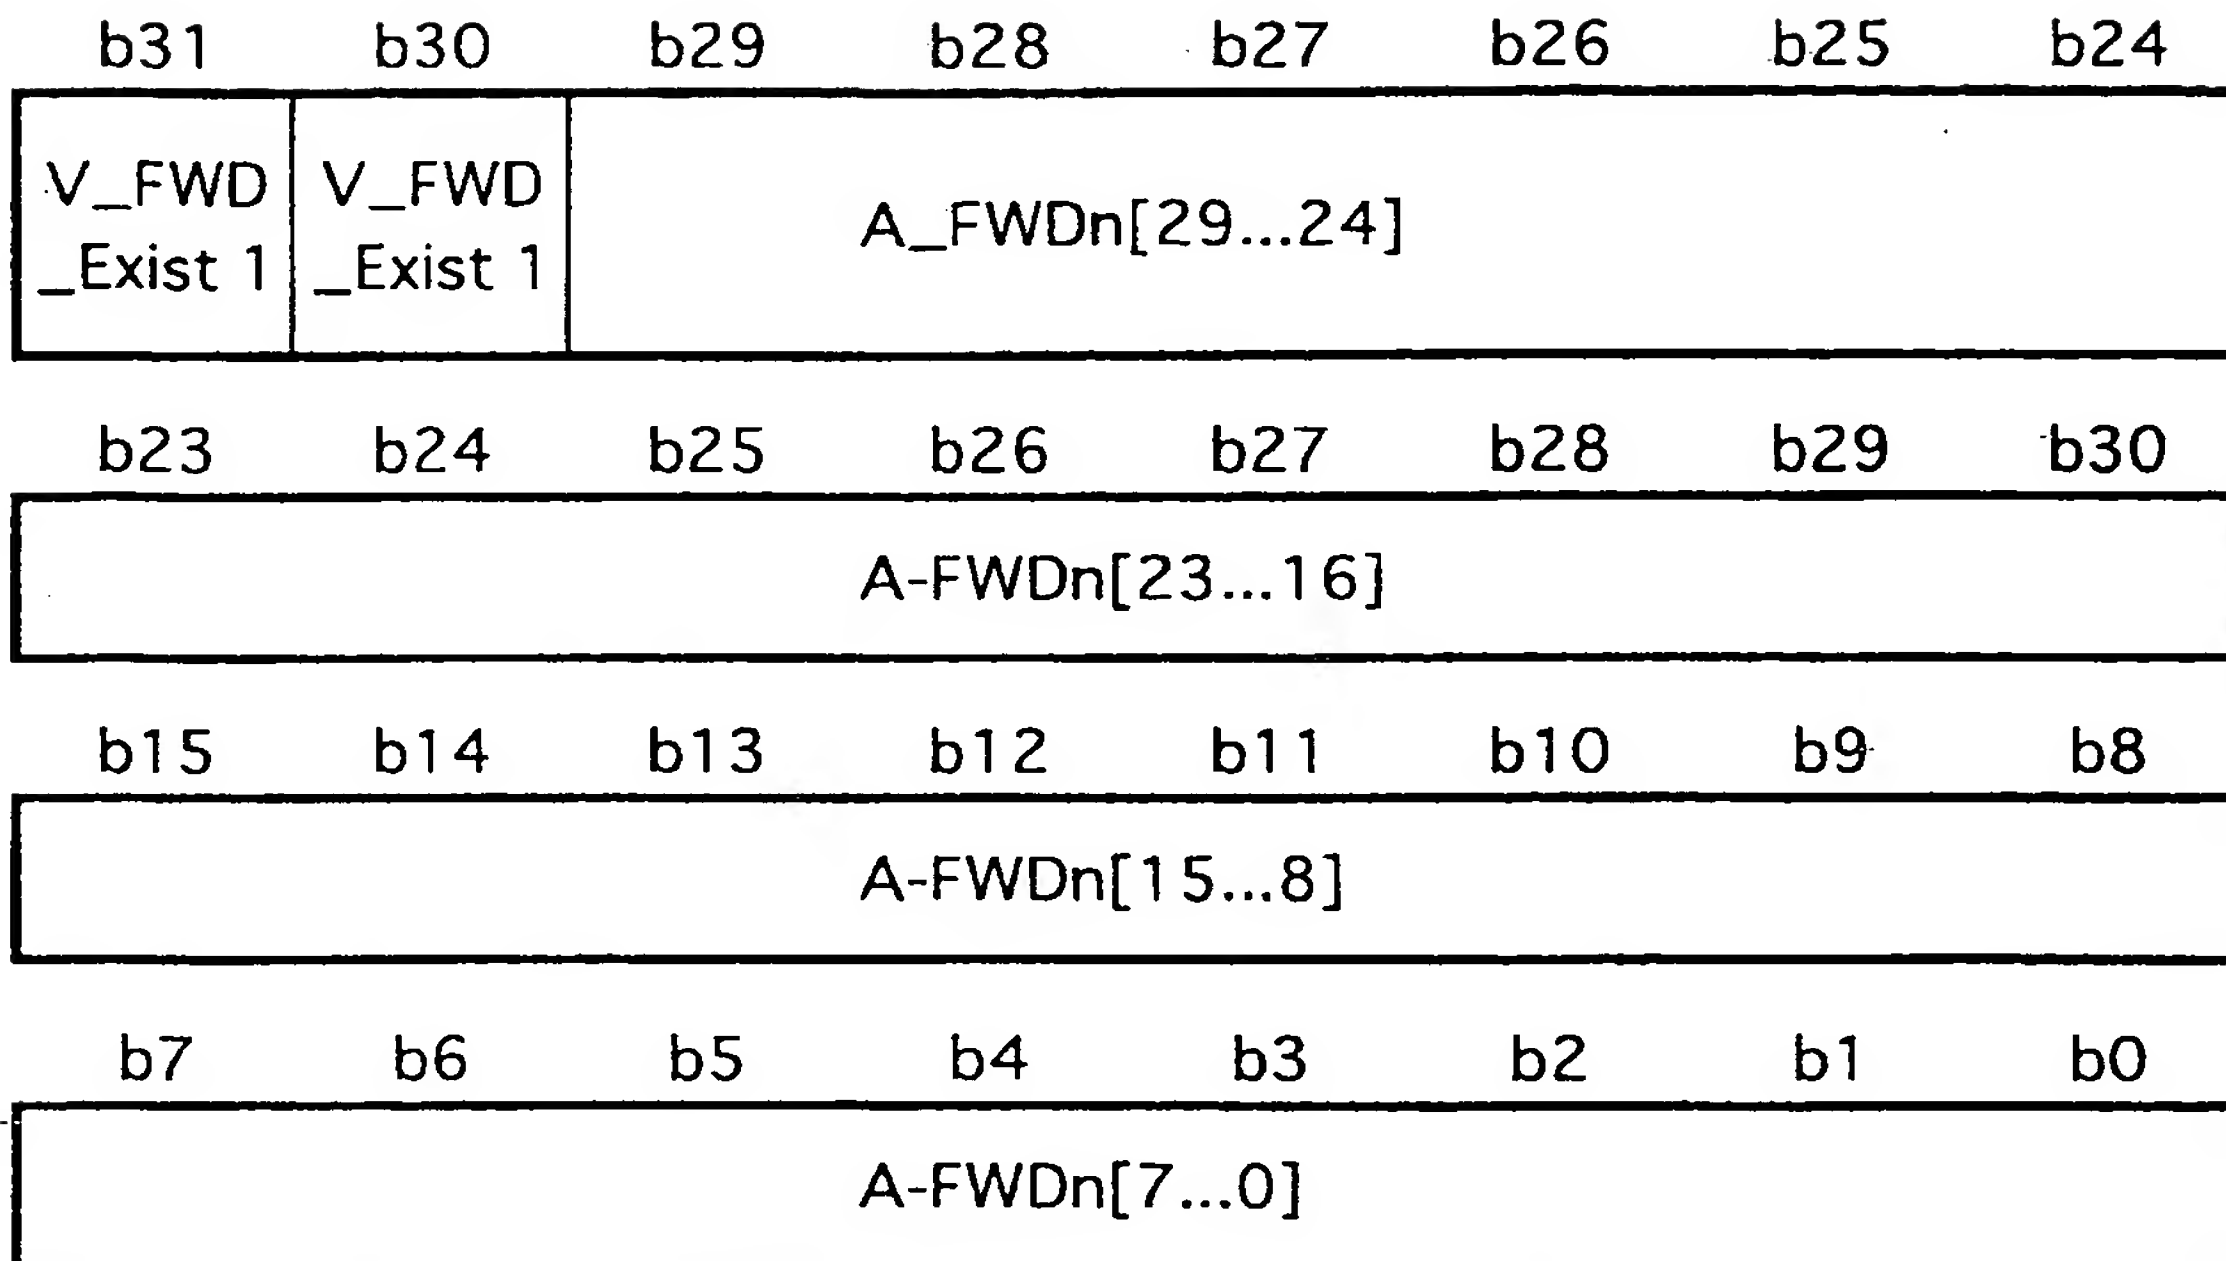 b31 b30 b29 b28 b27 b26 b25 b24
V_FWD V_FWD
_Exist 1 _Exist 1
A_FWDn[29...24]
b23 b24 b25 b26 b27 b28 b29 b30
A-FWDn[23...16]
b15 b14 b13 b12 b11 b10 b9 b8
A-FWDn[15...8]
b7 b6 b5 b4 b3 b2 b1 b0
A-FWDn[7...0]